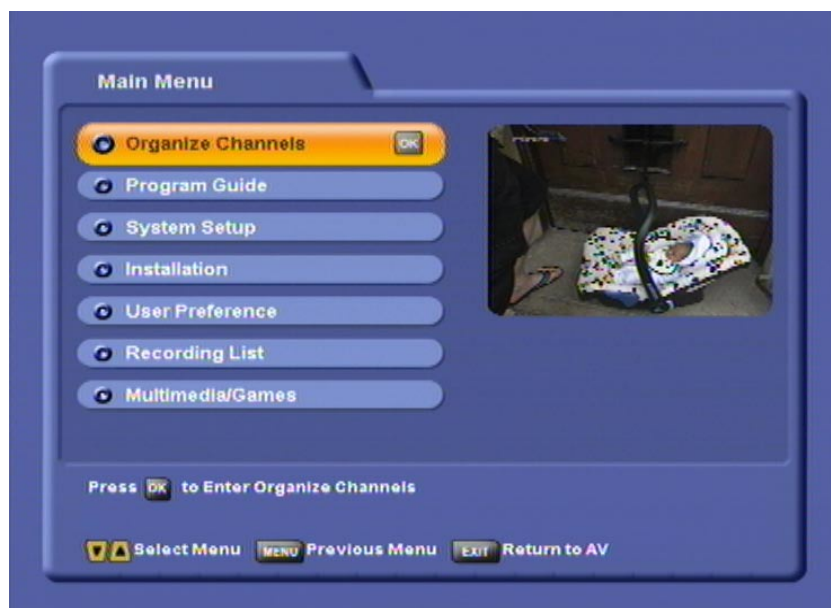 Main Menu
Organize Channels OK
Program Guide
System Setup
Installation
User Preference
Recording List
Multimedia/Games
Press OK to Enter Organize Channels
Select Menu MENU Previous Menu EXIT Return to AV